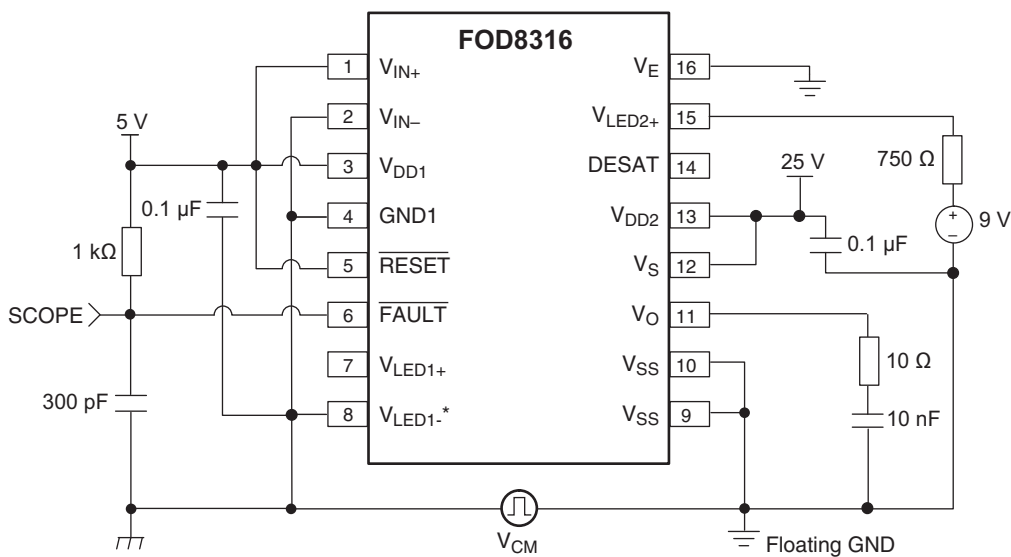 FOD8316
1 V_IN+
2 V_IN–
3 V_DD1
4 GND1
5 RESET
6 FAULT
7 V_LED1+
8 V_LED1-*
V_E 16
V_LED2+ 15
DESAT 14
V_DD2 13
V_S 12
V_O 11
V_SS 10
V_SS 9
5 V
0.1 µF
1 kΩ
SCOPE
300 pF
25 V
0.1 µF
750 Ω
+
–
9 V
10 Ω
10 nF
V_CM
Floating GND